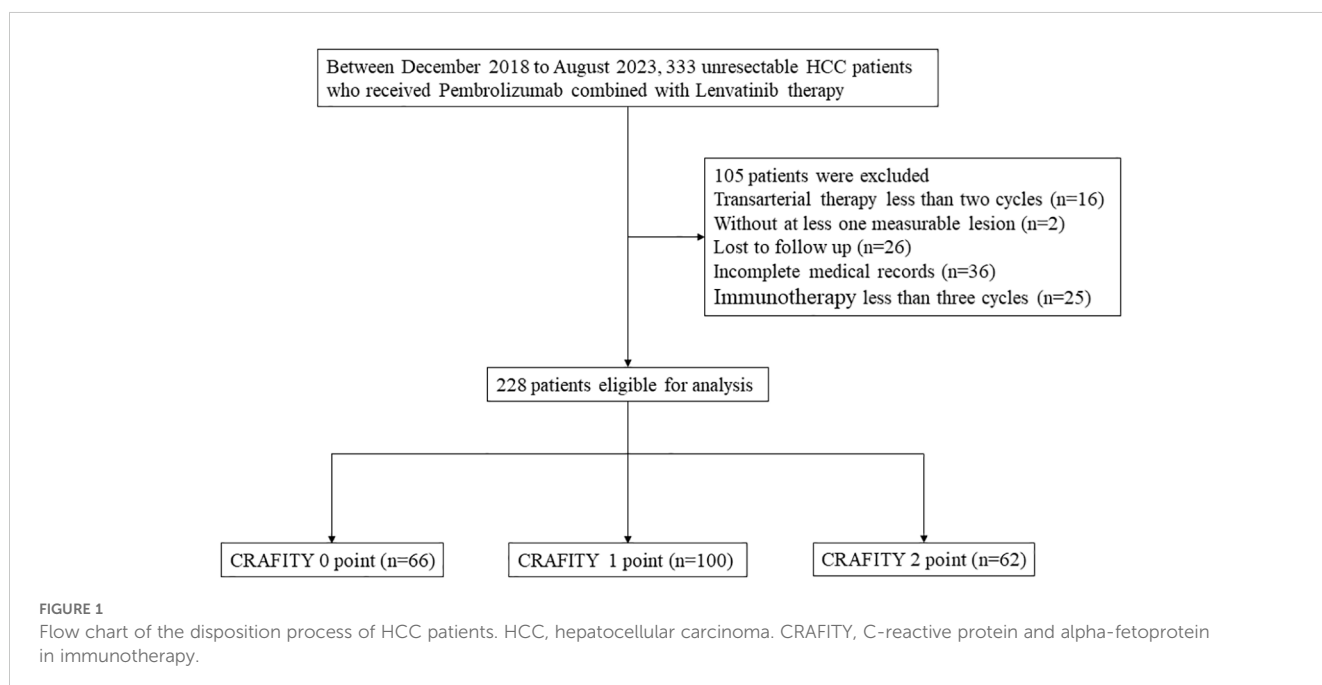 Between December 2018 to August 2023, 333 unresectable HCC patients
who received Pembrolizumab combined with Lenvatinib therapy
105 patients were excluded
Transarterial therapy less than two cycles (n=16)
Without at less one measurable lesion (n=2)
Lost to follow up (n=26)
Incomplete medical records (n=36)
Immunotherapy less than three cycles (n=25)
228 patients eligible for analysis
CRAFITY 0 point (n=66)
CRAFITY 1 point (n=100)
CRAFITY 2 point (n=62)
FIGURE 1
Flow chart of the disposition process of HCC patients. HCC, hepatocellular carcinoma. CRAFITY, C-reactive protein and alpha-fetoprotein
in immunotherapy.